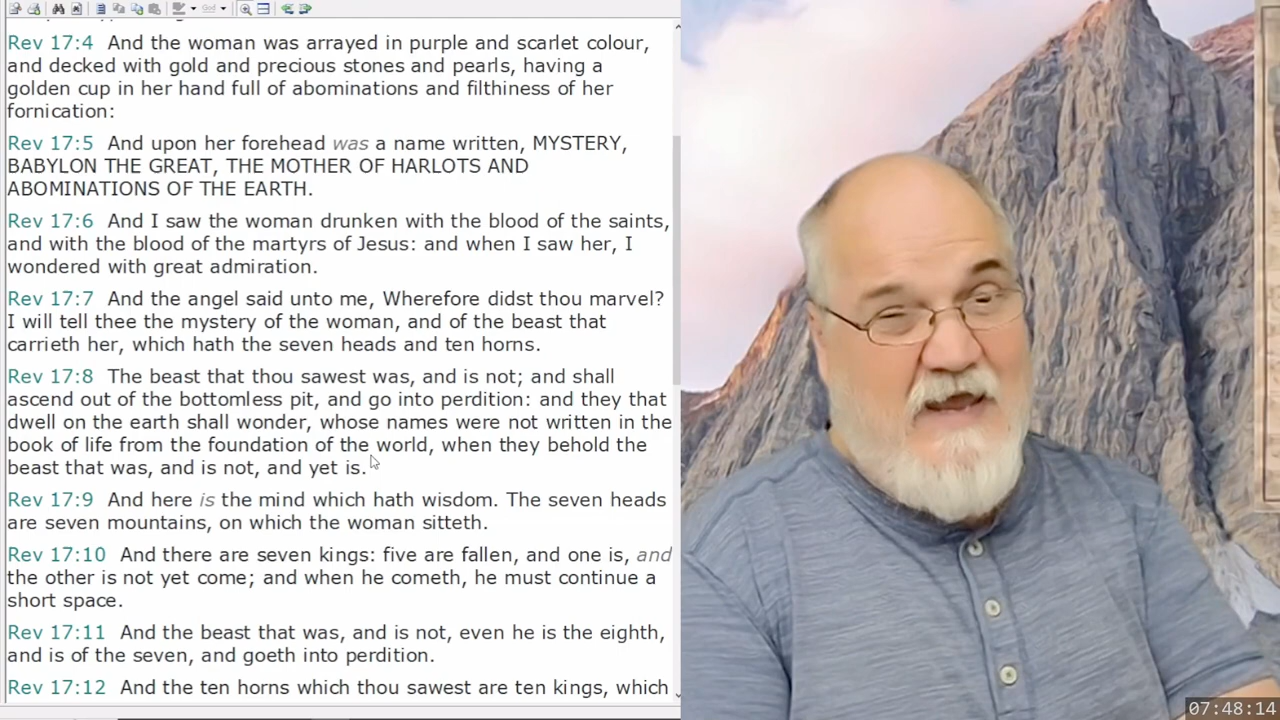 Rev 17:4 And the woman was arrayed in purple and scarlet colour,
and decked with gold and precious stones and pearls, having a
golden cup in her hand full of abominations and filthiness of her
fornication:
Rev 17:5 And upon her forehead was a name written, MYSTERY,
BABYLON THE GREAT, THE MOTHER OF HARLOTS AND
ABOMINATIONS OF THE EARTH.
Rev 17:6 And I saw the woman drunken with the blood of the saints,
and with the blood of the martyrs of Jesus: and when I saw her, I
wondered with great admiration.
Rev 17:7 And the angel said unto me, Wherefore didst thou marvel?
I will tell thee the mystery of the woman, and of the beast that
carrieth her, which hath the seven heads and ten horns.
Rev 17:8 The beast that thou sawest was, and is not; and shall
ascend out of the bottomless pit, and go into perdition: and they that
dwell on the earth shall wonder, whose names were not written in the
book of life from the foundation of the world, when they behold the
beast that was, and is not, and yet is.
Rev 17:9 And here is the mind which hath wisdom. The seven heads
are seven mountains, on which the woman sitteth.
Rev 17:10 And there are seven kings: five are fallen, and one is, and
the other is not yet come; and when he cometh, he must continue a
short space.
Rev 17:11 And the beast that was, and is not, even he is the eighth,
and is of the seven, and goeth into perdition.
Rev 17:12 And the ten horns which thou sawest are ten kings, which
07:48:14